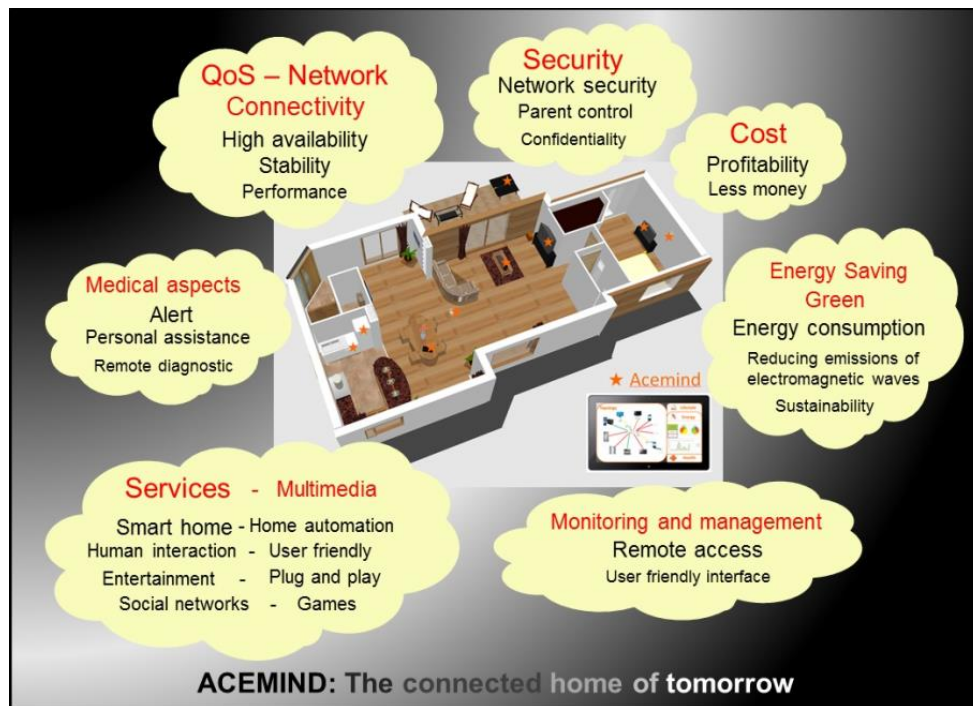 QoS – Network
Connectivity
High availability
Stability
Performance
Security
Network security
Parent control
Confidentiality
Cost
Profitability
Less money
Medical aspects
Alert
Personal assistance
Remote diagnostic
Energy Saving
Green
Energy consumption
Reducing emissions of
electromagnetic waves
Sustainability
★ Acemind
Services - Multimedia
Smart home - Home automation
Human interaction - User friendly
Entertainment - Plug and play
Social networks - Games
Monitoring and management
Remote access
User friendly interface
ACEMIND: The connected home of tomorrow